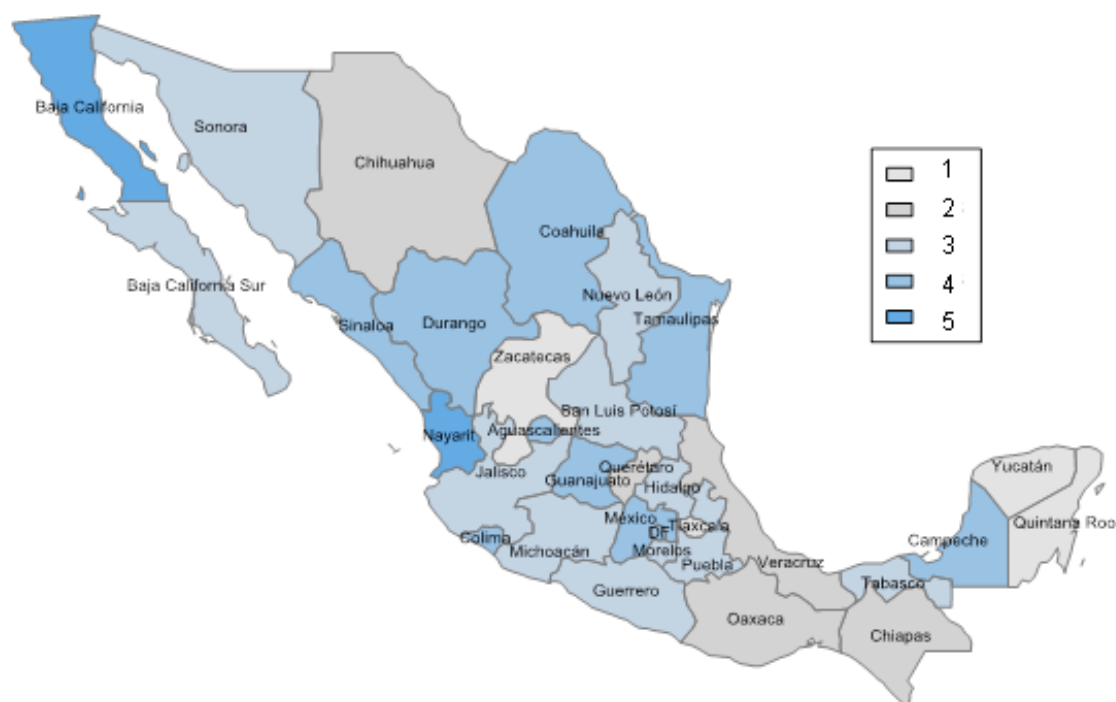 Baja California
Sonora
Chihuahua
Coahuila
Baja California Sur
Nuevo León
Tamaulipas
Sinaloa
Durango
Zacatecas
San Luis Potosí
Nayarit
Aguascalientes
Jalisco
Guanajuato
Querétaro
Hidalgo
México
DF
Tlaxcala
Colima
Michoacán
Morelos
Puebla
Veracruz
Guerrero
Oaxaca
Tabasco
Chiapas
Campeche
Yucatán
Quintana Roo
1
2
3
4
5